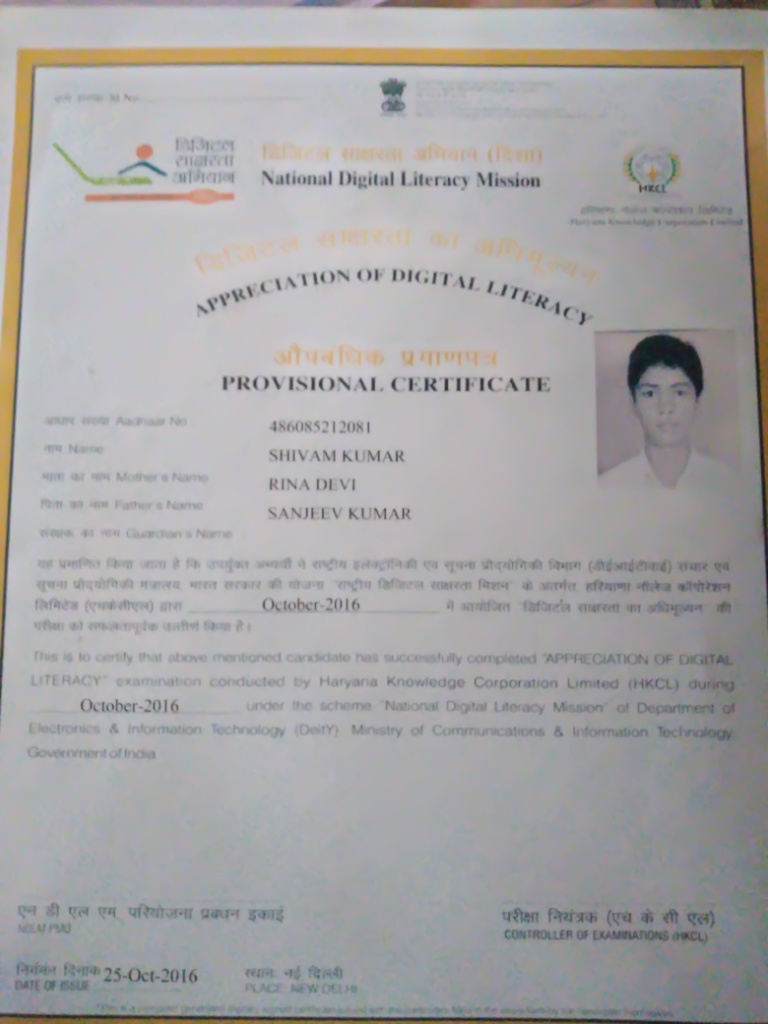 क्रम संख्या Sl No
डिजिटल
साक्षरता
अभियान
डिजिटल साक्षरता अभियान (दिशा)
National Digital Literacy Mission
HKCL
हरियाणा नालेज कॉर्पोरेशन लिमिटेड
Haryana Knowledge Corporation Limited
डिजिटल साक्षरता का अधिमूल्यन
APPRECIATION OF DIGITAL LITERACY
औपबंधिक प्रमाणपत्र
PROVISIONAL CERTIFICATE
आधार संख्या Aadhaar No 486085212081
नाम Name SHIVAM KUMAR
माता का नाम Mother's Name RINA DEVI
पिता का नाम Father's Name SANJEEV KUMAR
संरक्षक का नाम Guardian's Name
यह प्रमाणित किया जाता है कि उपर्युक्त अभ्यर्थी ने राष्ट्रीय इलेक्ट्रॉनिकी एवं सूचना प्रौद्योगिकी विभाग (डीईआईटीवाई) संचार एवं
सूचना प्रौद्योगिकी मंत्रालय, भारत सरकार की योजना "राष्ट्रीय डिजिटल साक्षरता मिशन" के अंतर्गत, हरियाणा नॉलेज कॉर्पोरेशन
लिमिटेड (एचकेसीएल) द्वारा October-2016 में आयोजित "डिजिटल साक्षरता का अधिमूल्यन" की
परीक्षा को सफलतापूर्वक उत्तीर्ण किया है।
This is to certify that above mentioned candidate has successfully completed "APPRECIATION OF DIGITAL
LITERACY" examination conducted by Haryana Knowledge Corporation Limited (HKCL) during
October-2016 under the scheme "National Digital Literacy Mission" of Department of
Electronics & Information Technology (DeitY) Ministry of Communications & Information Technology
Government of India
एन डी एल एम. परियोजना प्रबंधन इकाई
NDLM PMU
परीक्षा नियंत्रक (एच के सी एल)
CONTROLLER OF EXAMINATIONS (HKCL)
निर्गमन दिनांक 25-Oct-2016
DATE OF ISSUE
स्थान: नई दिल्ली
PLACE: NEW DELHI